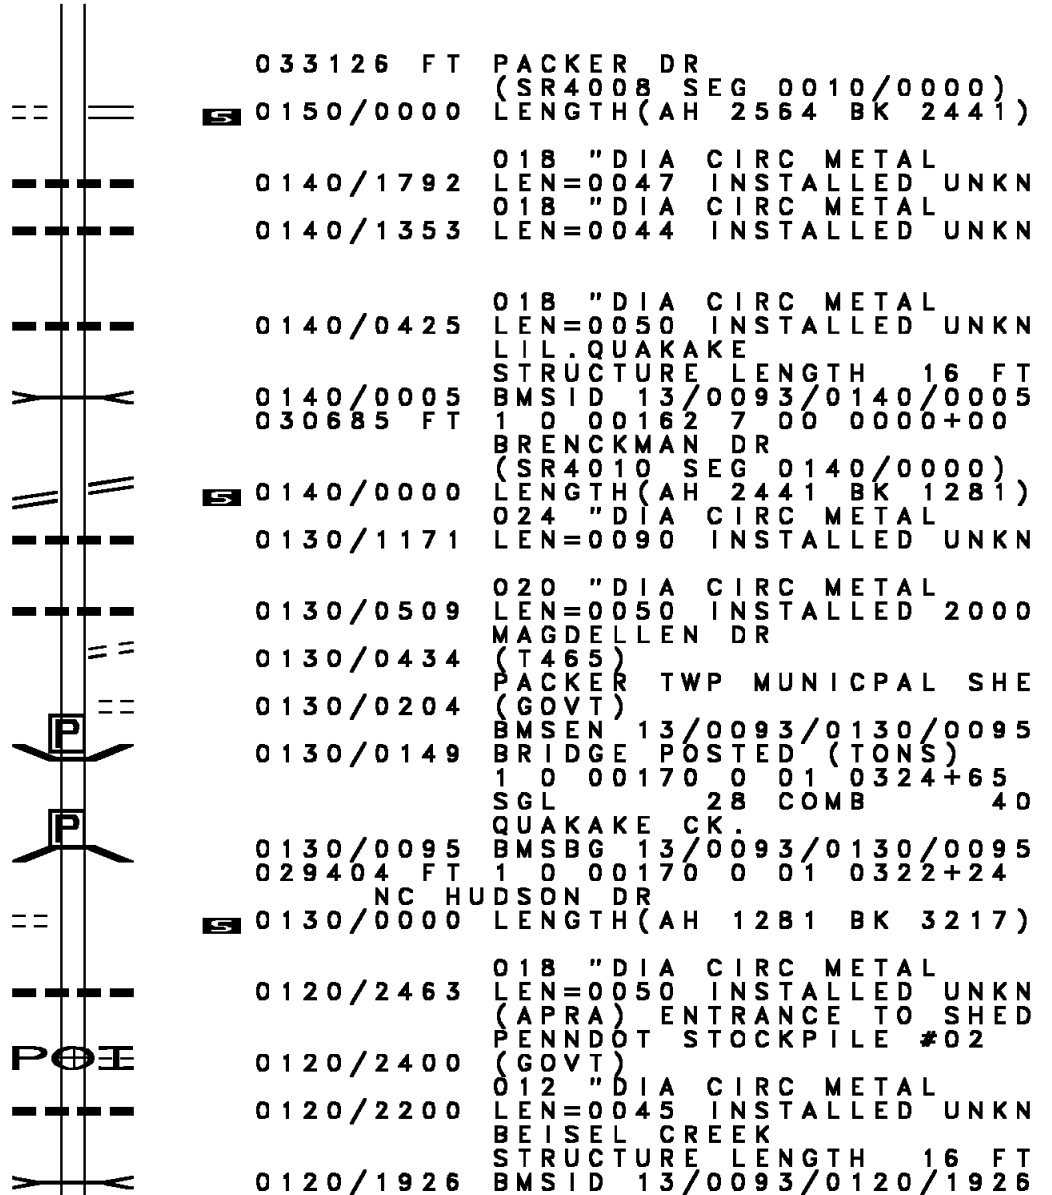 033126 FT PACKER DR
(SR4008 SEG 0010/0000)
S 0150/0000 LENGTH(AH 2564 BK 2441)
018 "DIA CIRC METAL
0140/1792 LEN=0047 INSTALLED UNKN
018 "DIA CIRC METAL
0140/1353 LEN=0044 INSTALLED UNKN
018 "DIA CIRC METAL
0140/0425 LEN=0050 INSTALLED UNKN
LIL.QUAKAKE
STRUCTURE LENGTH 16 FT
0140/0005 BMSID 13/0093/0140/0005
030685 FT 1 0 00162 7 00 0000+00
BRENCKMAN DR
(SR4010 SEG 0140/0000)
S 0140/0000 LENGTH(AH 2441 BK 1281)
024 "DIA CIRC METAL
0130/1171 LEN=0090 INSTALLED UNKN
020 "DIA CIRC METAL
0130/0509 LEN=0050 INSTALLED 2000
MAGDELLEN DR
0130/0434 (T465)
PACKER TWP MUNICPAL SHE
0130/0204 (GOVT)
P BMSEN 13/0093/0130/0095
0130/0149 BRIDGE POSTED (TONS)
1 0 00170 0 01 0324+65
SGL 28 COMB 40
P QUAKAKE CK.
0130/0095 BMSBG 13/0093/0130/0095
029404 FT 1 0 00170 0 01 0322+24
NC HUDSON DR
S 0130/0000 LENGTH(AH 1281 BK 3217)
018 "DIA CIRC METAL
0120/2463 LEN=0050 INSTALLED UNKN
(APRA) ENTRANCE TO SHED
PENNDOT STOCKPILE #02
POI 0120/2400 (GOVT)
012 "DIA CIRC METAL
0120/2200 LEN=0045 INSTALLED UNKN
BEISEL CREEK
STRUCTURE LENGTH 16 FT
0120/1926 BMSID 13/0093/0120/1926